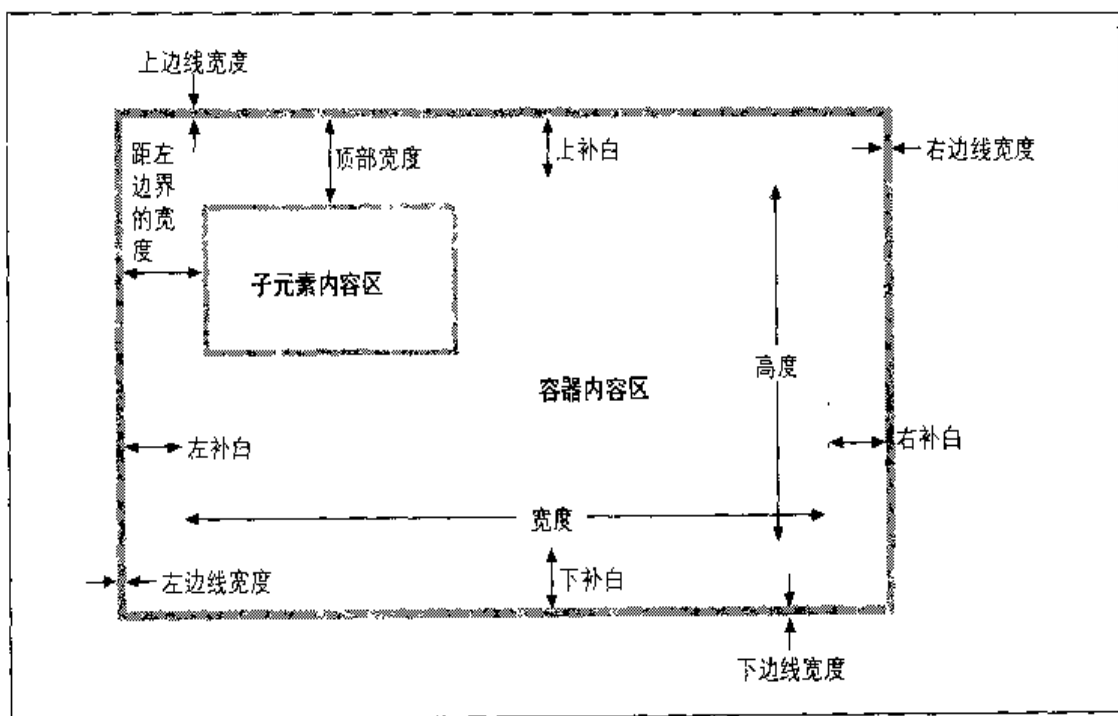 上边线宽度
距左
边界
的宽
度
顶部宽度
上补白
右边线宽度
子元素内容区
高度
容器内容区
左补白
右补白
宽度
左边线宽度
下补白
下边线宽度